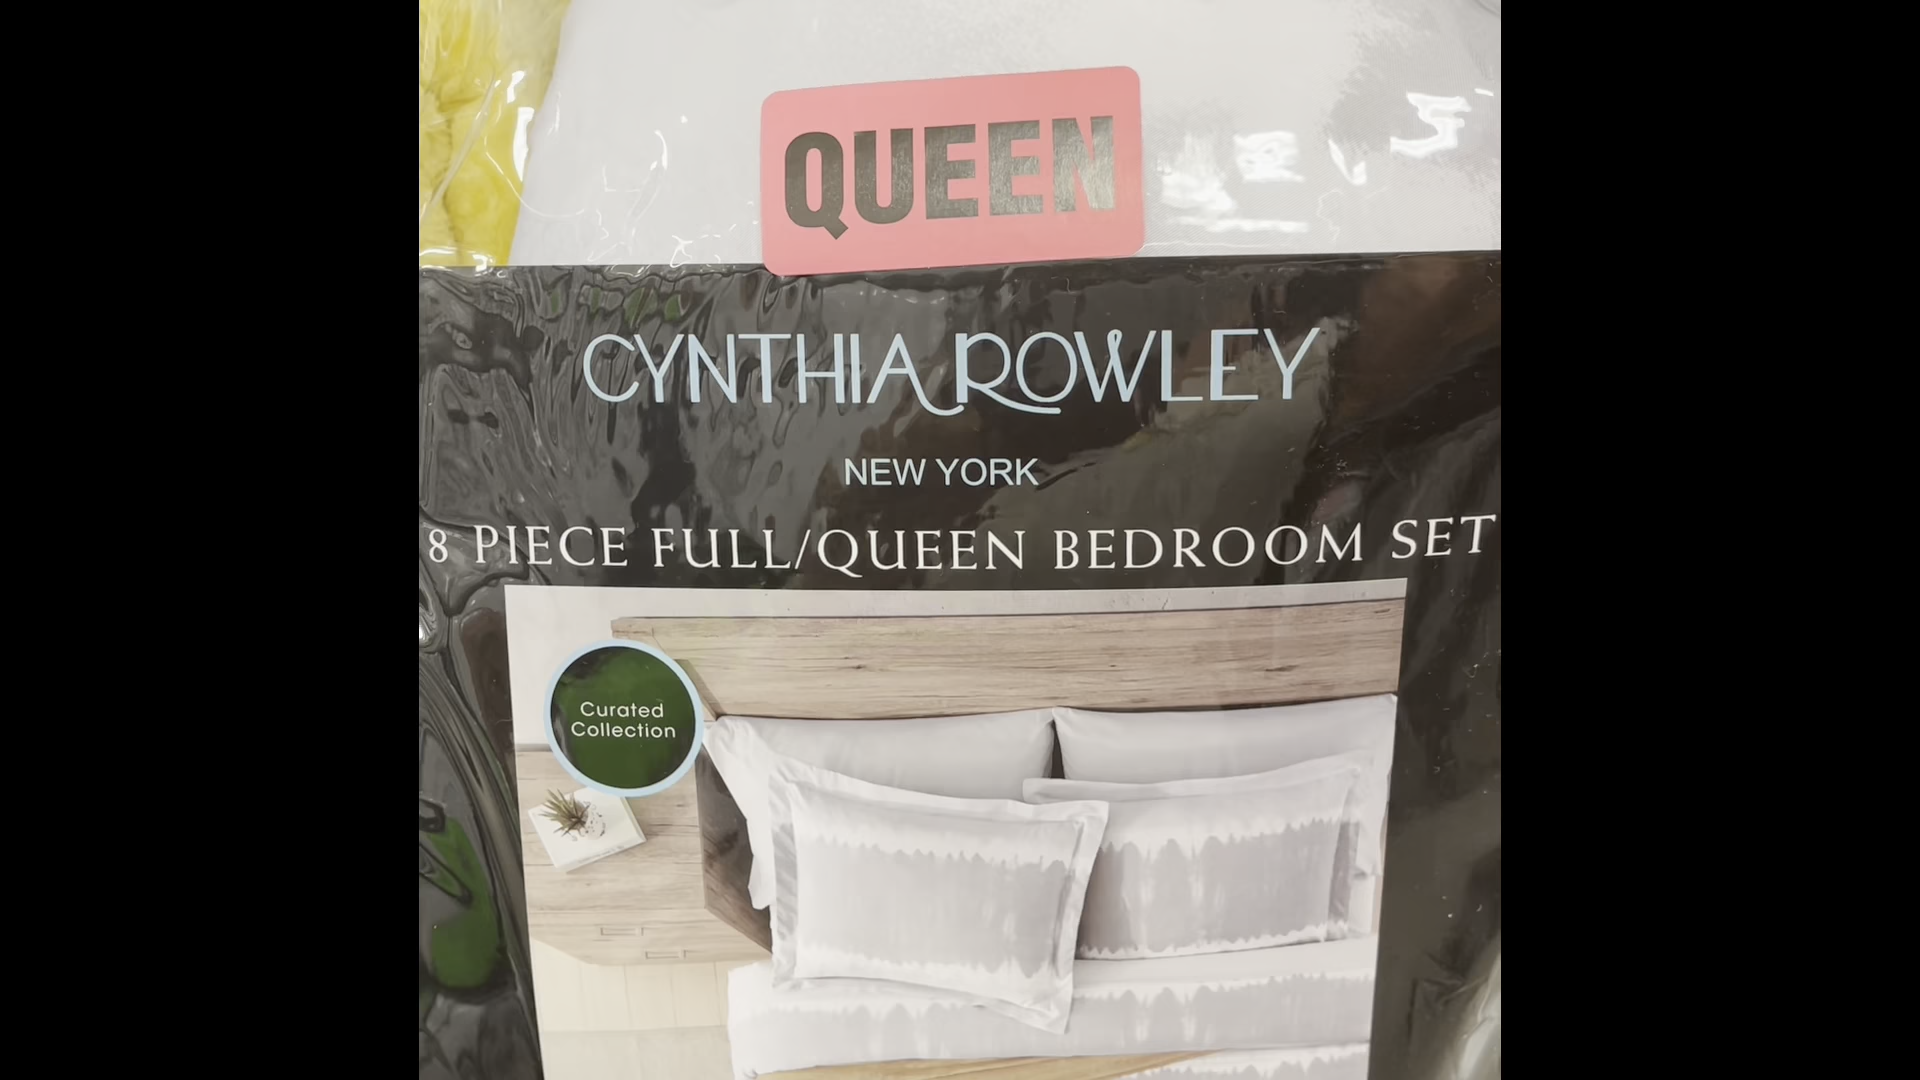 QUEEN
CYNTHIA ROWLEY
NEW YORK
8 PIECE FULL/QUEEN BEDROOM SET
Curated
Collection